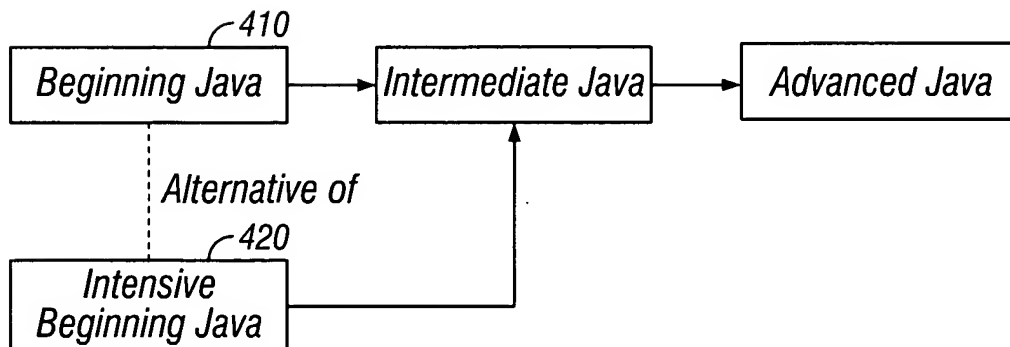 410
Beginning Java
Intermediate Java
Advanced Java
Alternative of
420
Intensive
Beginning Java